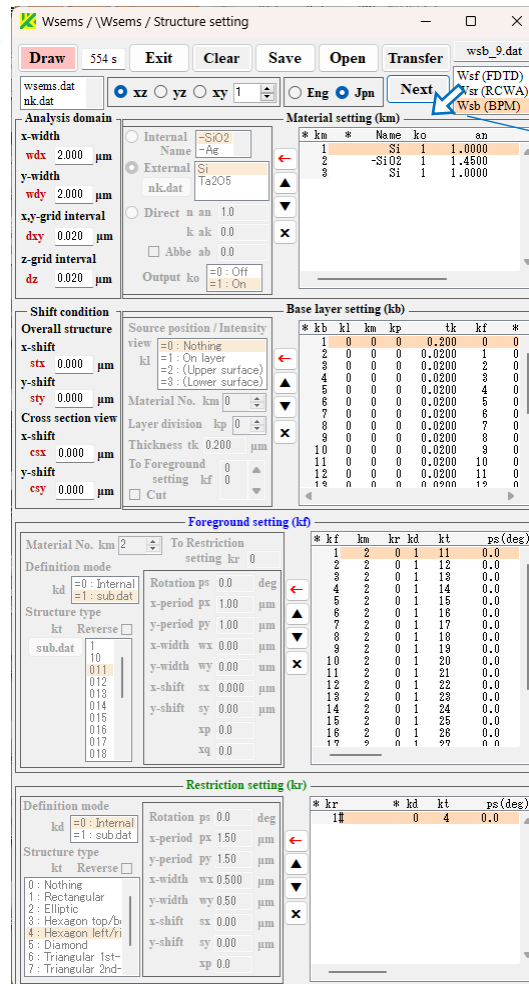 Wsems / \Wsems / Structure setting
Draw 554 s Exit Clear Save Open Transfer wsb_9.dat
wsems.dat
nk.dat
xz yz xy 1 Eng Jpn Next
Wsf (FDTD)
Wsr (RCWA)
Wsb (BPM)
Analysis domain
x-width
wdx 2.000 μm
y-width
wdy 2.000 μm
x,y-grid interval
dxy 0.020 μm
z-grid interval
dz 0.020 μm
Material setting (km)
Internal Name -SiO2
-Ag
External Si
nk.dat Ta2O5
Direct n an 1.0
k ak 0.0
Abbe ab 0.0
Output ko =0 : Off
=1 : On
* km * Name ko an
1 Si 1 1.0000
2 -SiO2 1 1.4500
3 Si 1 1.0000
Shift condition
Overall structure
x-shift
stx 0.000 μm
y-shift
sty 0.000 μm
Cross section view
x-shift
csx 0.000 μm
y-shift
csy 0.000 μm
Base layer setting (kb)
Source position / Intensity
view kl =0 : Nothing
=1 : On layer
=2 : (Upper surface)
=3 : (Lower surface)
Material No. km 0
Layer division kp 0
Thickness tk 0.200 μm
To Foreground 0
setting kf 0
Cut
* kb kl km kp tk kf *
1 0 0 0 0.200 0 0
2 0 0 0 0.0200 1 0
3 0 0 0 0.0200 2 0
4 0 0 0 0.0200 3 0
5 0 0 0 0.0200 4 0
6 0 0 0 0.0200 5 0
7 0 0 0 0.0200 6 0
8 0 0 0 0.0200 7 0
9 0 0 0 0.0200 8 0
10 0 0 0 0.0200 9 0
11 0 0 0 0.0200 10 0
12 0 0 0 0.0200 11 0
13 0 0 0 0.0200 12 0
Foreground setting (kf)
Material No. km 2 To Restriction
setting kr 0
Definition mode
kd =0 : Internal
=1 : sub.dat
Structure type
kt Reverse
sub.dat
1
10
011
012
013
014
015
016
017
018
Rotation ps 0.0 deg
x-period px 1.00 μm
y-period py 1.00 μm
x-width wx 0.00 μm
y-width wy 0.00 um
x-shift sx 0.000 μm
y-shift sy 0.00 μm
xp 0.0
xq 0.0
* kf km kr kd kt ps(deg)
1 2 0 1 11 0.0
2 2 0 1 12 0.0
3 2 0 1 13 0.0
4 2 0 1 14 0.0
5 2 0 1 15 0.0
6 2 0 1 16 0.0
7 2 0 1 17 0.0
8 2 0 1 18 0.0
9 2 0 1 19 0.0
10 2 0 1 20 0.0
11 2 0 1 21 0.0
12 2 0 1 22 0.0
13 2 0 1 23 0.0
14 2 0 1 24 0.0
15 2 0 1 25 0.0
16 2 0 1 26 0.0
17 2 0 1 27 0.0
Restriction setting (kr)
Definition mode
kd =0 : Internal
=1 : sub.dat
Structure type
kt Reverse
0 : Nothing
1 : Rectangular
2 : Elliptic
3 : Hexagon top/b
4 : Hexagon left/ri
5 : Diamond
6 : Triangular 1st-
7 : Triangular 2nd-
Rotation ps 0.0 deg
x-period px 1.50 μm
y-period py 1.50 μm
x-width wx 0.500 μm
y-width wy 0.50 μm
x-shift sx 0.00 μm
y-shift sy 0.00 μm
xp 0.0
* kr * kd kt ps(deg)
1# 0 4 0.0